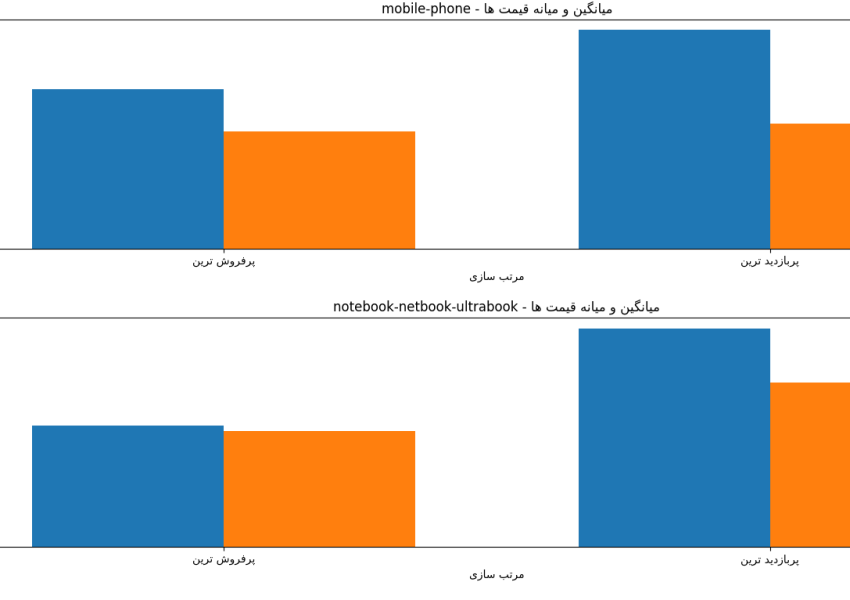 mobile-phone - میانگین و میانه قیمت ها
پرفروش ترین
پربازدید ترین
مرتب سازی
notebook-netbook-ultrabook - میانگین و میانه قیمت ها
پرفروش ترین
پربازدید ترین
مرتب سازی